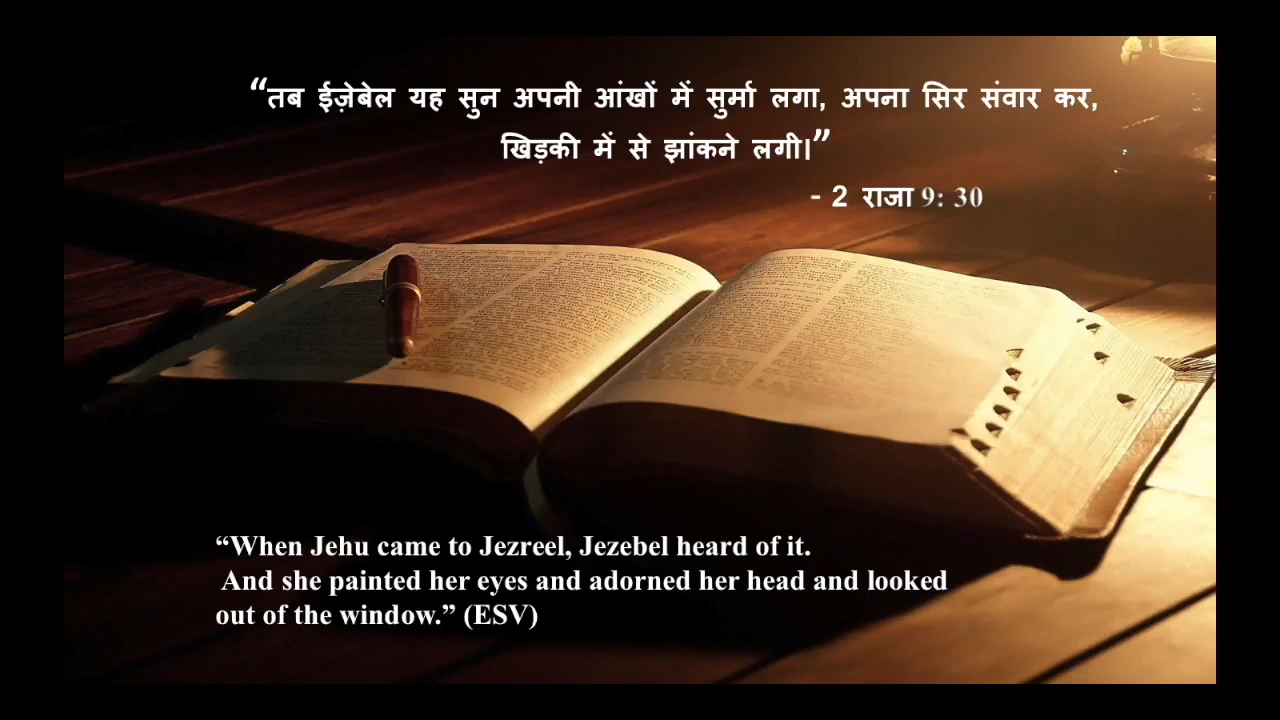 “तब ईज़ेबेल यह सुन अपनी आंखों में सुर्मा लगा, अपना सिर संवार कर,
खिड़की में से झांकने लगी।”
- 2 राजा 9: 30
“When Jehu came to Jezreel, Jezebel heard of it.
And she painted her eyes and adorned her head and looked
out of the window.” (ESV)